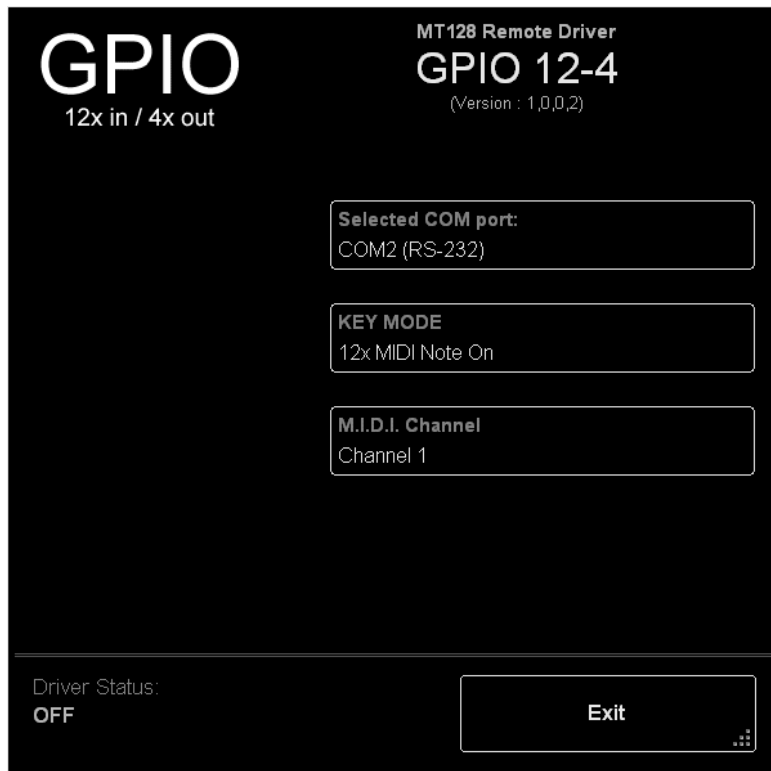 GPIO
12x in / 4x out
MT128 Remote Driver
GPIO 12-4
(Version : 1,0,0,2)
Selected COM port:
COM2 (RS-232)
KEY MODE
12x MIDI Note On
M.I.D.I. Channel
Channel 1
Driver Status:
OFF
Exit